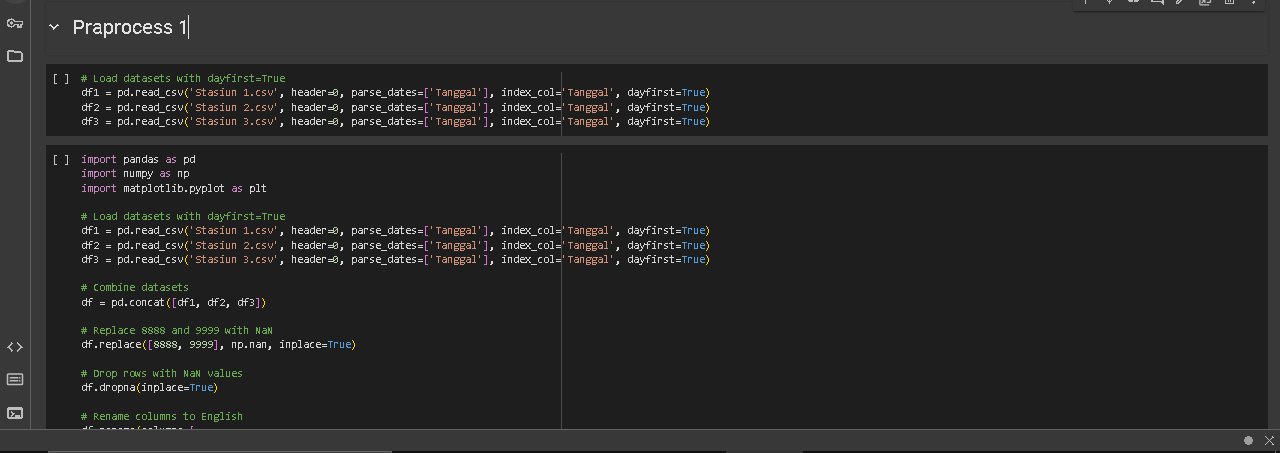 Praprocess 1
[ ] # Load datasets with dayfirst=True
df1 = pd.read_csv('Stasiun 1.csv', header=0, parse_dates=['Tanggal'], index_col='Tanggal', dayfirst=True)
df2 = pd.read_csv('Stasiun 2.csv', header=0, parse_dates=['Tanggal'], index_col='Tanggal', dayfirst=True)
df3 = pd.read_csv('Stasiun 3.csv', header=0, parse_dates=['Tanggal'], index_col='Tanggal', dayfirst=True)
[ ] import pandas as pd
import numpy as np
import matplotlib.pyplot as plt
# Load datasets with dayfirst=True
df1 = pd.read_csv('Stasiun 1.csv', header=0, parse_dates=['Tanggal'], index_col='Tanggal', dayfirst=True)
df2 = pd.read_csv('Stasiun 2.csv', header=0, parse_dates=['Tanggal'], index_col='Tanggal', dayfirst=True)
df3 = pd.read_csv('Stasiun 3.csv', header=0, parse_dates=['Tanggal'], index_col='Tanggal', dayfirst=True)
# Combine datasets
df = pd.concat([df1, df2, df3])
# Replace 8888 and 9999 with NaN
df.replace([8888, 9999], np.nan, inplace=True)
# Drop rows with NaN values
df.dropna(inplace=True)
# Rename columns to English